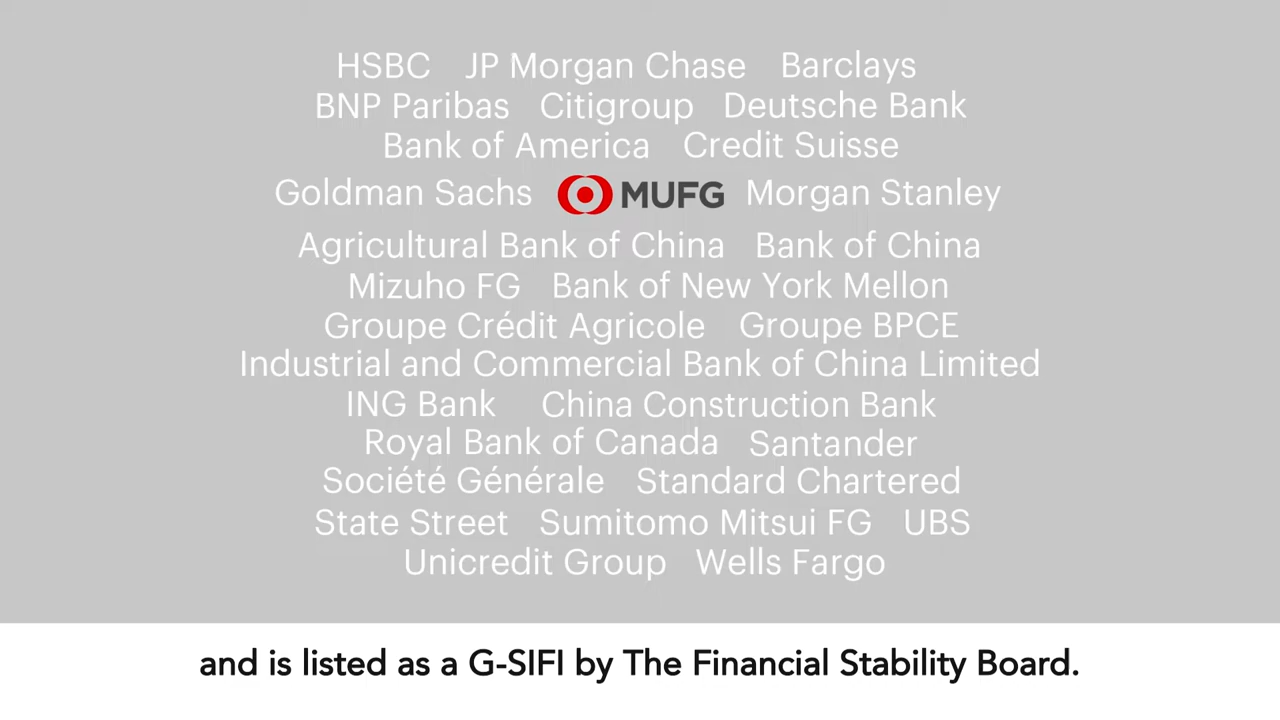 HSBC JP Morgan Chase Barclays
BNP Paribas Citigroup Deutsche Bank
Bank of America Credit Suisse
Goldman Sachs MUFG Morgan Stanley
Agricultural Bank of China Bank of China
Mizuho FG Bank of New York Mellon
Groupe Crédit Agricole Groupe BPCE
Industrial and Commercial Bank of China Limited
ING Bank China Construction Bank
Royal Bank of Canada Santander
Société Générale Standard Chartered
State Street Sumitomo Mitsui FG UBS
Unicredit Group Wells Fargo
and is listed as a G-SIFI by The Financial Stability Board.